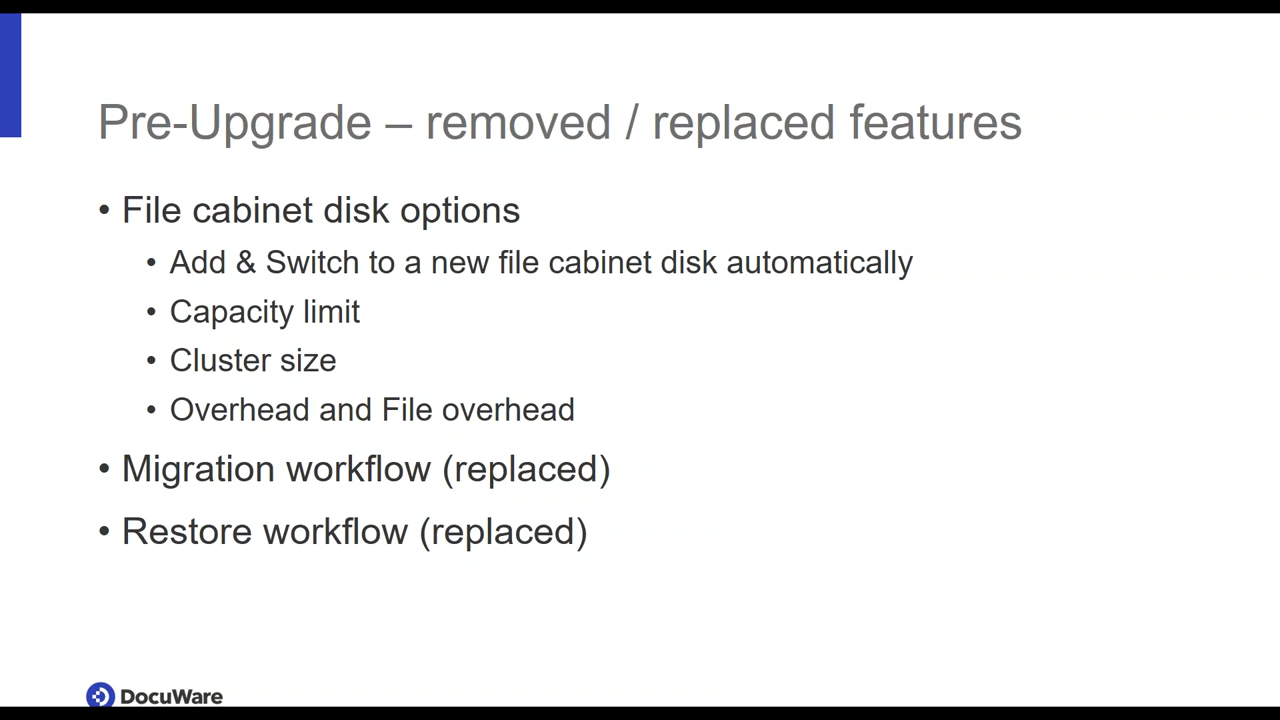 Pre-Upgrade – removed / replaced features
• File cabinet disk options
• Add & Switch to a new file cabinet disk automatically
• Capacity limit
• Cluster size
• Overhead and File overhead
• Migration workflow (replaced)
• Restore workflow (replaced)
DocuWare